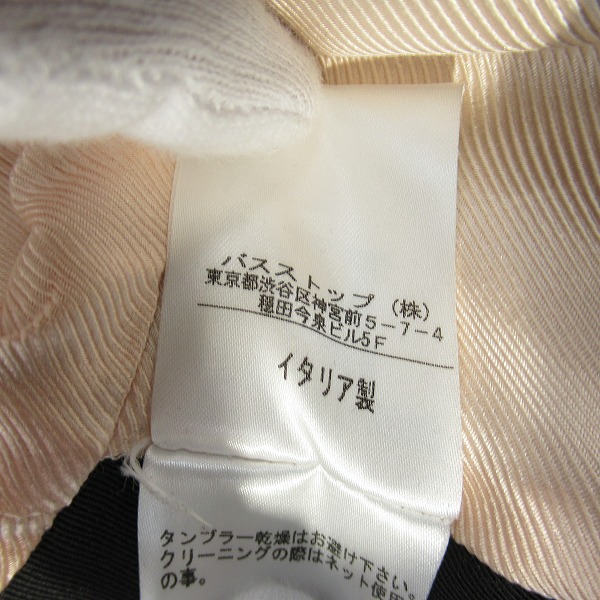 バスストップ（株）
東京都渋谷区神宮前5-7-4
穏田今泉ビル5F
イタリア製
タンブラー乾燥はお避け下さい。
クリーニングの際はネット使用
の事。